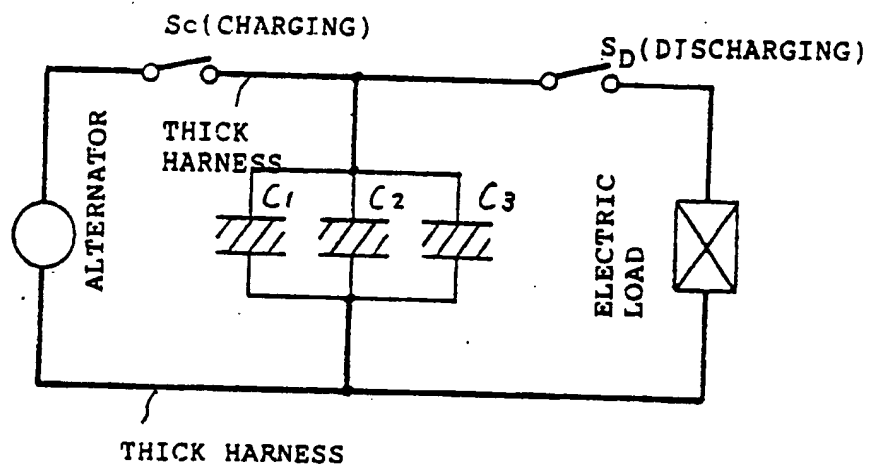 Sc(CHARGING)
SD(DISCHARGING)
THICK
HARNESS
ALTERNATOR
C1
C2
C3
ELECTRIC
LOAD
THICK HARNESS